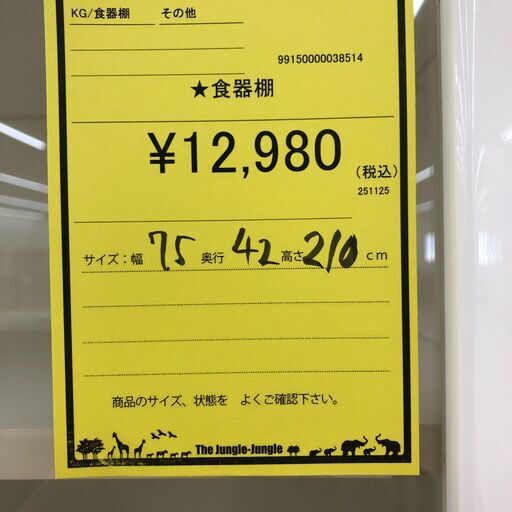 KG/食器棚 その他
99150000038514
★食器棚
¥12,980
(税込)
251125
サイズ:幅 75 奥行 42 高さ 210 cm
商品のサイズ、状態を よくご確認下さい。
The Jungle-Jungle